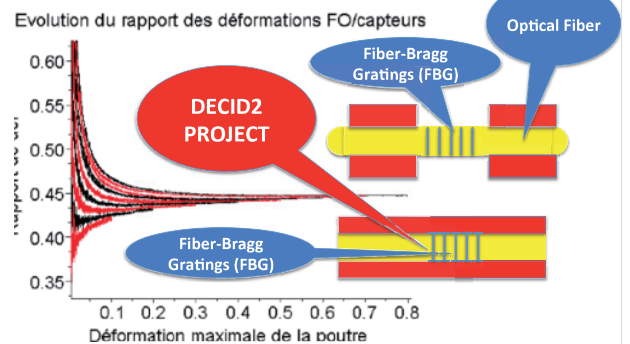 Evolution du rapport des déformations FO/capteurs
Optical Fiber
Fiber-Bragg
Gratings (FBG)
DECID2
PROJECT
Fiber-Bragg
Gratings (FBG)
0.60
0.55
0.50
0.45
0.40
0.35
0.1 0.2 0.3 0.4 0.5 0.6 0.7 0.8
Déformation maximale de la poutre